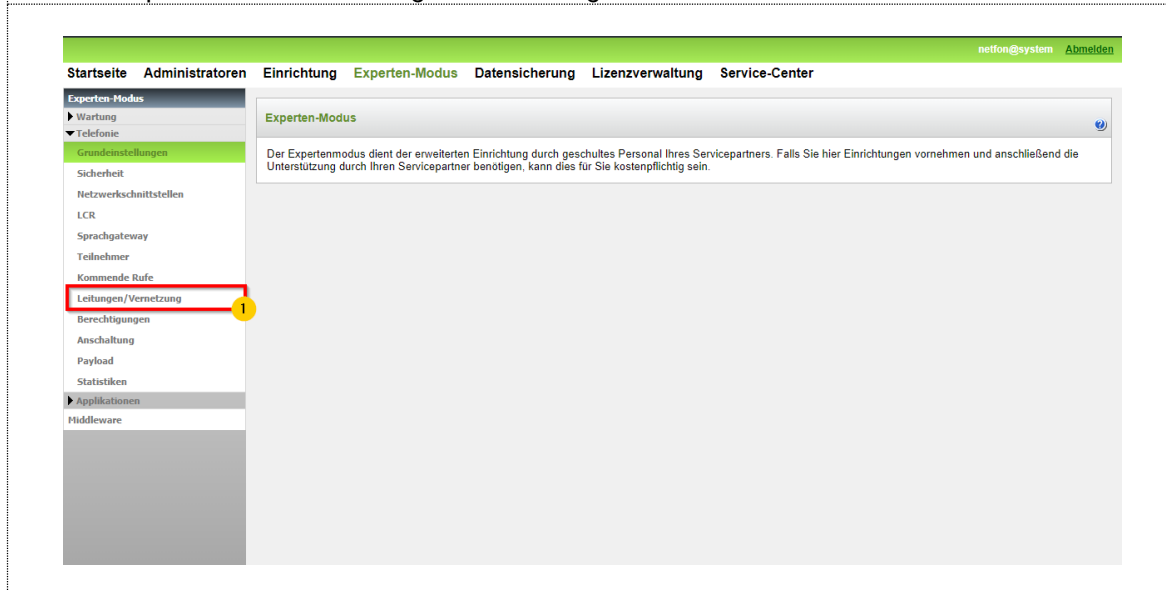 netfon@system Abmelden
Startseite Administratoren Einrichtung Experten-Modus Datensicherung Lizenzverwaltung Service-Center
Experten-Modus
Wartung
Telefonie
Grundeinstellungen
Sicherheit
Netzwerkschnittstellen
LCR
Sprachgateway
Teilnehmer
Kommende Rufe
Leitungen/Vernetzung
1
Berechtigungen
Anschaltung
Payload
Statistiken
Applikationen
Middleware
Experten-Modus
Der Expertenmodus dient der erweiterten Einrichtung durch geschultes Personal Ihres Servicepartners. Falls Sie hier Einrichtungen vornehmen und anschließend die
Unterstützung durch Ihren Servicepartner benötigen, kann dies für Sie kostenpflichtig sein.